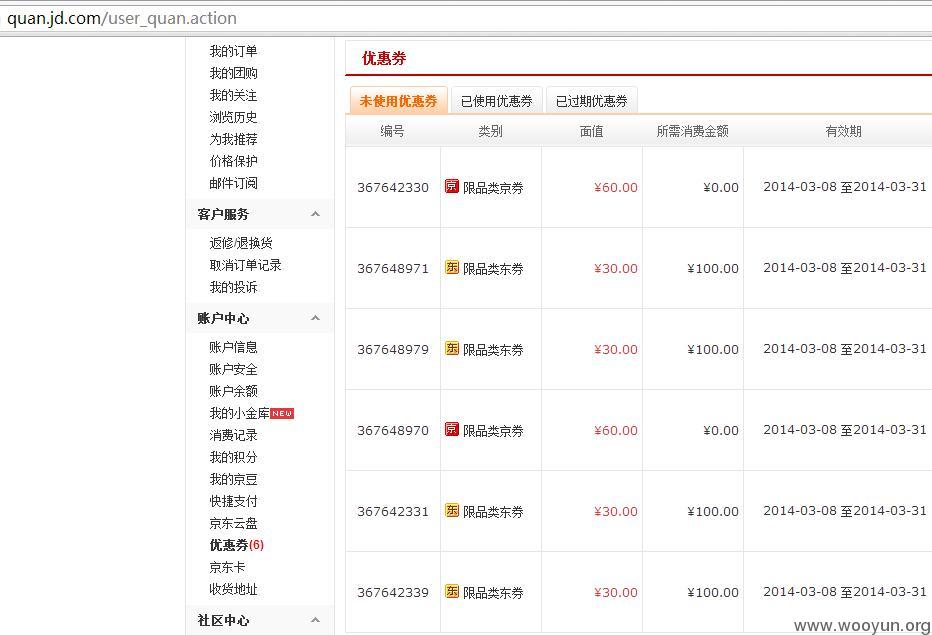 quan.jd.com/user_quan.action
我的订单
我的团购
我的关注
浏览历史
为我推荐
价格保护
邮件订阅
客户服务
返修/退换货
取消订单记录
我的投诉
账户中心
账户信息
账户安全
账户余额
我的小金库NEW
消费记录
我的积分
我的京豆
快捷支付
京东云盘
优惠券(6)
京东卡
收货地址
社区中心
优惠券
未使用优惠券 已使用优惠券 已过期优惠券
编号 类别 面值 所需消费金额 有效期
367642330 京 限品类京券 ¥60.00 ¥0.00 2014-03-08 至2014-03-31
367648971 东 限品类东券 ¥30.00 ¥100.00 2014-03-08 至2014-03-31
367648979 东 限品类东券 ¥30.00 ¥100.00 2014-03-08 至2014-03-31
367648970 京 限品类京券 ¥60.00 ¥0.00 2014-03-08 至2014-03-31
367642331 东 限品类东券 ¥30.00 ¥100.00 2014-03-08 至2014-03-31
367642339 东 限品类东券 ¥30.00 ¥100.00 2014-03-08 至2014-03-31
www.wooyun.org